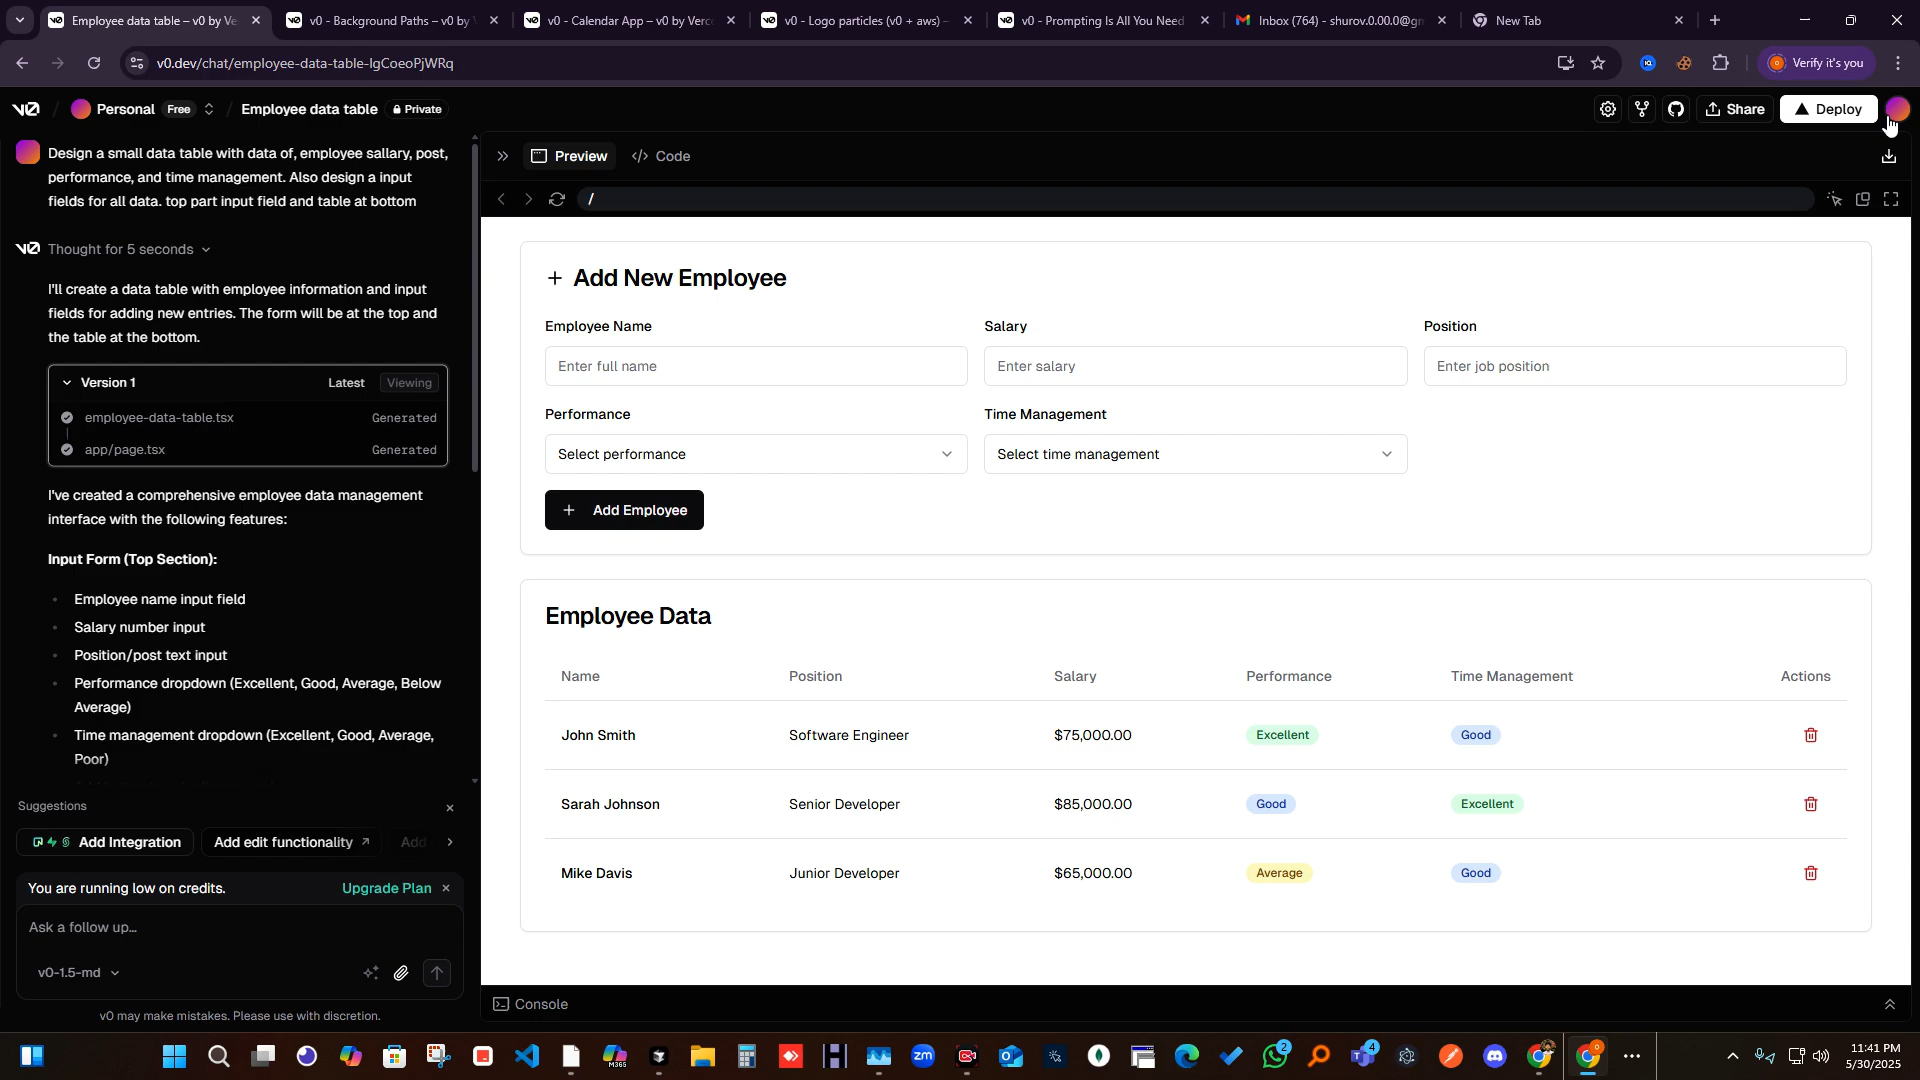 Employee data table – v0 by Ve
v0 - Background Paths – v0 by
v0 - Calendar App – v0 by Verc
v0 - Logo particles (v0 + aws) –
v0 - Prompting Is All You Need
Inbox (764) - shurov.0.00.0@gm
New Tab
v0.dev/chat/employee-data-table-lgCoeoPjWRq
Verify it's you
Personal
Free
/
Employee data table
Private
Share
Deploy
Design a small data table with data of, employee sallary, post,
performance, and time management. Also design a input
fields for all data. top part input field and table at bottom
Thought for 5 seconds
I'll create a data table with employee information and input
fields for adding new entries. The form will be at the top and
the table at the bottom.
Version 1
Latest
Viewing
employee-data-table.tsx
Generated
app/page.tsx
Generated
I've created a comprehensive employee data management
interface with the following features:
Input Form (Top Section):
Employee name input field
Salary number input
Position/post text input
Performance dropdown (Excellent, Good, Average, Below
Average)
Time management dropdown (Excellent, Good, Average,
Poor)
Suggestions
Add Integration
Add edit functionality
Add
You are running low on credits.
Upgrade Plan
Ask a follow up...
v0-1.5-md
v0 may make mistakes. Please use with discretion.
Preview
Code
/
+ Add New Employee
Employee Name
Salary
Position
Enter full name
Enter salary
Enter job position
Performance
Time Management
Select performance
Select time management
+ Add Employee
Employee Data
Name
Position
Salary
Performance
Time Management
Actions
John Smith
Software Engineer
$75,000.00
Excellent
Good
Sarah Johnson
Senior Developer
$85,000.00
Good
Excellent
Mike Davis
Junior Developer
$65,000.00
Average
Good
Console
M365
zm
2
4
11:41 PM
5/30/2025